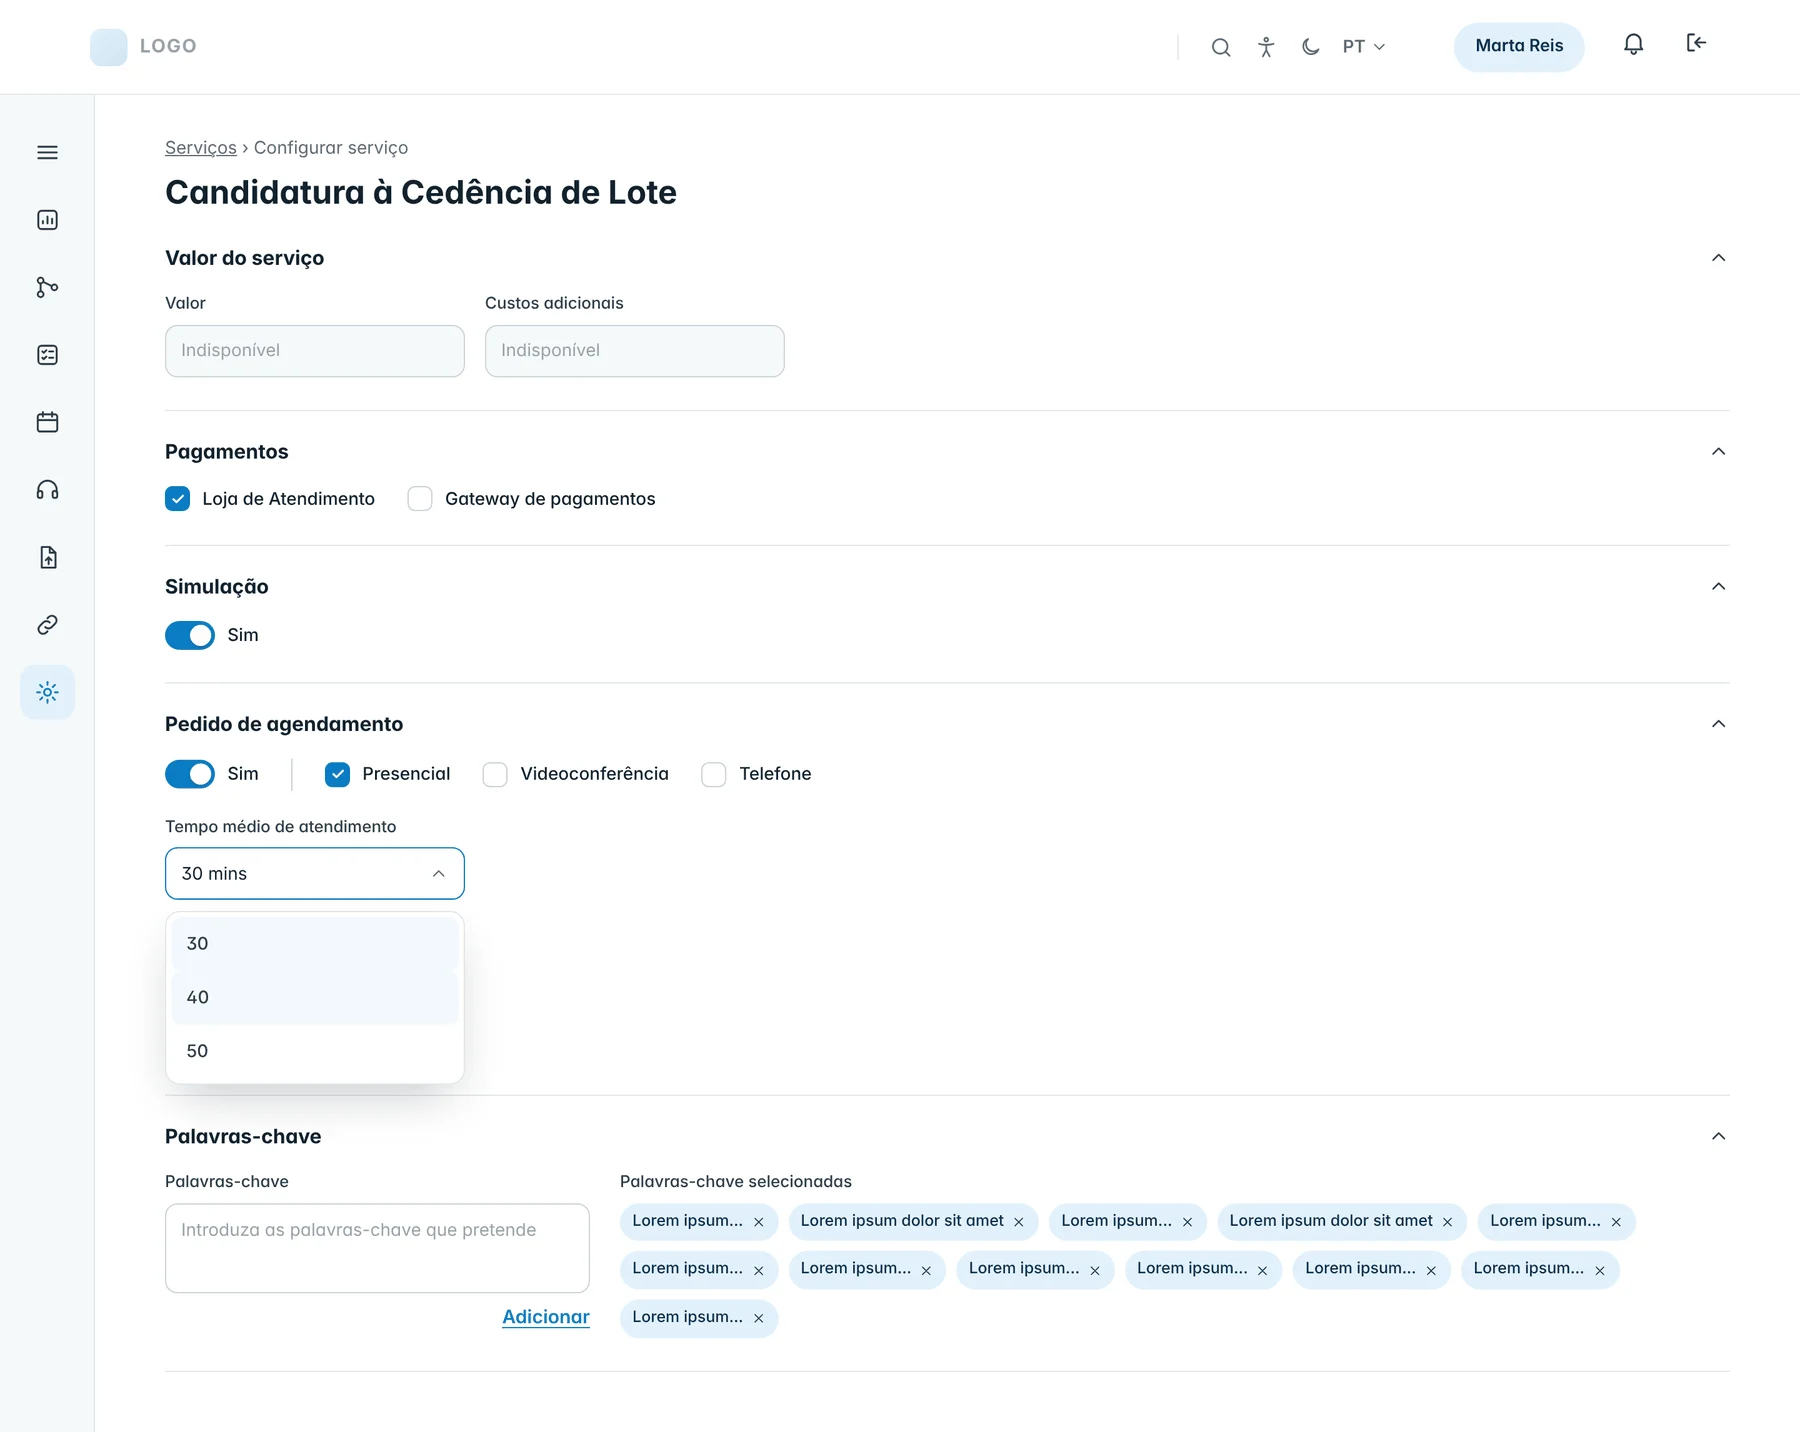 LOGO
PT
Marta Reis
Serviços › Configurar serviço
Candidatura à Cedência de Lote
Valor do serviço
Valor Custos adicionais
Indisponível Indisponível
Pagamentos
Loja de Atendimento Gateway de pagamentos
Simulação
Sim
Pedido de agendamento
Sim Presencial Videoconferência Telefone
Tempo médio de atendimento
30 mins
30
40
50
Palavras-chave
Palavras-chave
Introduza as palavras-chave que pretende
Adicionar
Palavras-chave selecionadas
Lorem ipsum... Lorem ipsum dolor sit amet Lorem ipsum... Lorem ipsum dolor sit amet Lorem ipsum...
Lorem ipsum... Lorem ipsum... Lorem ipsum... Lorem ipsum... Lorem ipsum... Lorem ipsum...
Lorem ipsum...